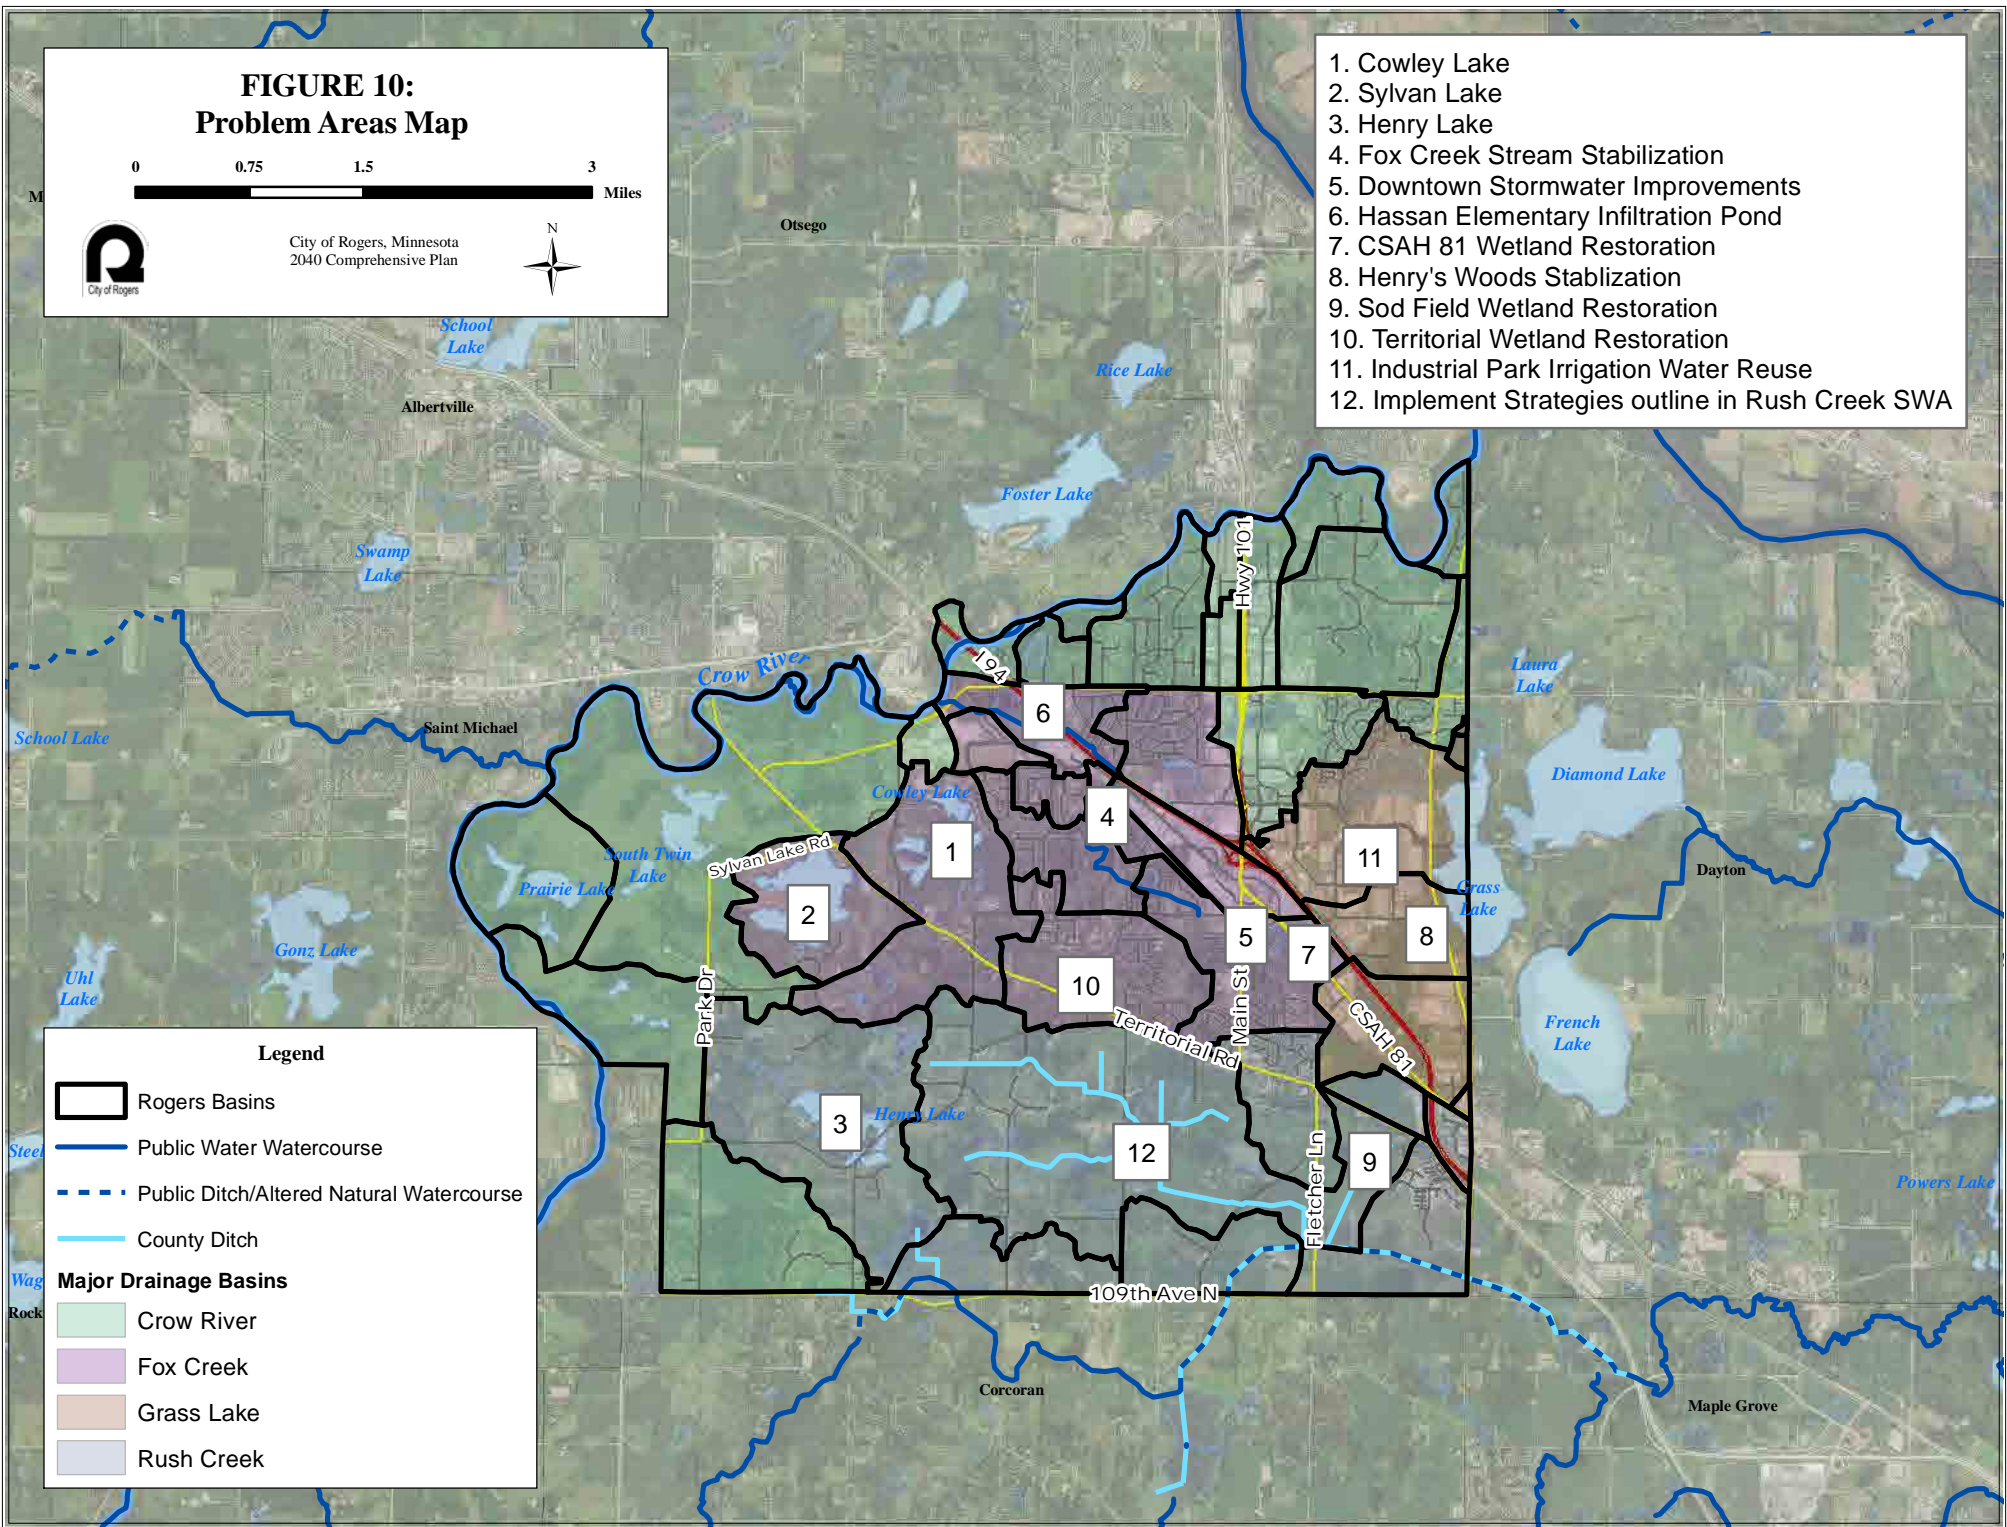 FIGURE 10:
Problem Areas Map
0 0.75 1.5 3
Miles
City of Rogers, Minnesota
2040 Comprehensive Plan
N
City of Rogers
1. Cowley Lake
2. Sylvan Lake
3. Henry Lake
4. Fox Creek Stream Stabilization
5. Downtown Stormwater Improvements
6. Hassan Elementary Infiltration Pond
7. CSAH 81 Wetland Restoration
8. Henry's Woods Stablization
9. Sod Field Wetland Restoration
10. Territorial Wetland Restoration
11. Industrial Park Irrigation Water Reuse
12. Implement Strategies outline in Rush Creek SWA
M
Otsego
School
Lake
Rice Lake
Albertville
Foster Lake
Swamp
Lake
Hwy 101
Crow River
I 94
Laura
Lake
School Lake
Saint Michael
6
Diamond Lake
Cowley Lake
4
Sylvan Lake Rd
South Twin
Lake
1
11
Dayton
Prairie Lake
Grass
Lake
2
Gonz Lake
5
7
8
Uhl
Lake
10
Park Dr
Main St
Territorial Rd
CSAH 81
French
Lake
3
Henry Lake
12
9
Fletcher Ln
Steel
Powers Lake
Wag
Rock
109th Ave N
Corcoran
Maple Grove
Legend
Rogers Basins
Public Water Watercourse
Public Ditch/Altered Natural Watercourse
County Ditch
Major Drainage Basins
Crow River
Fox Creek
Grass Lake
Rush Creek